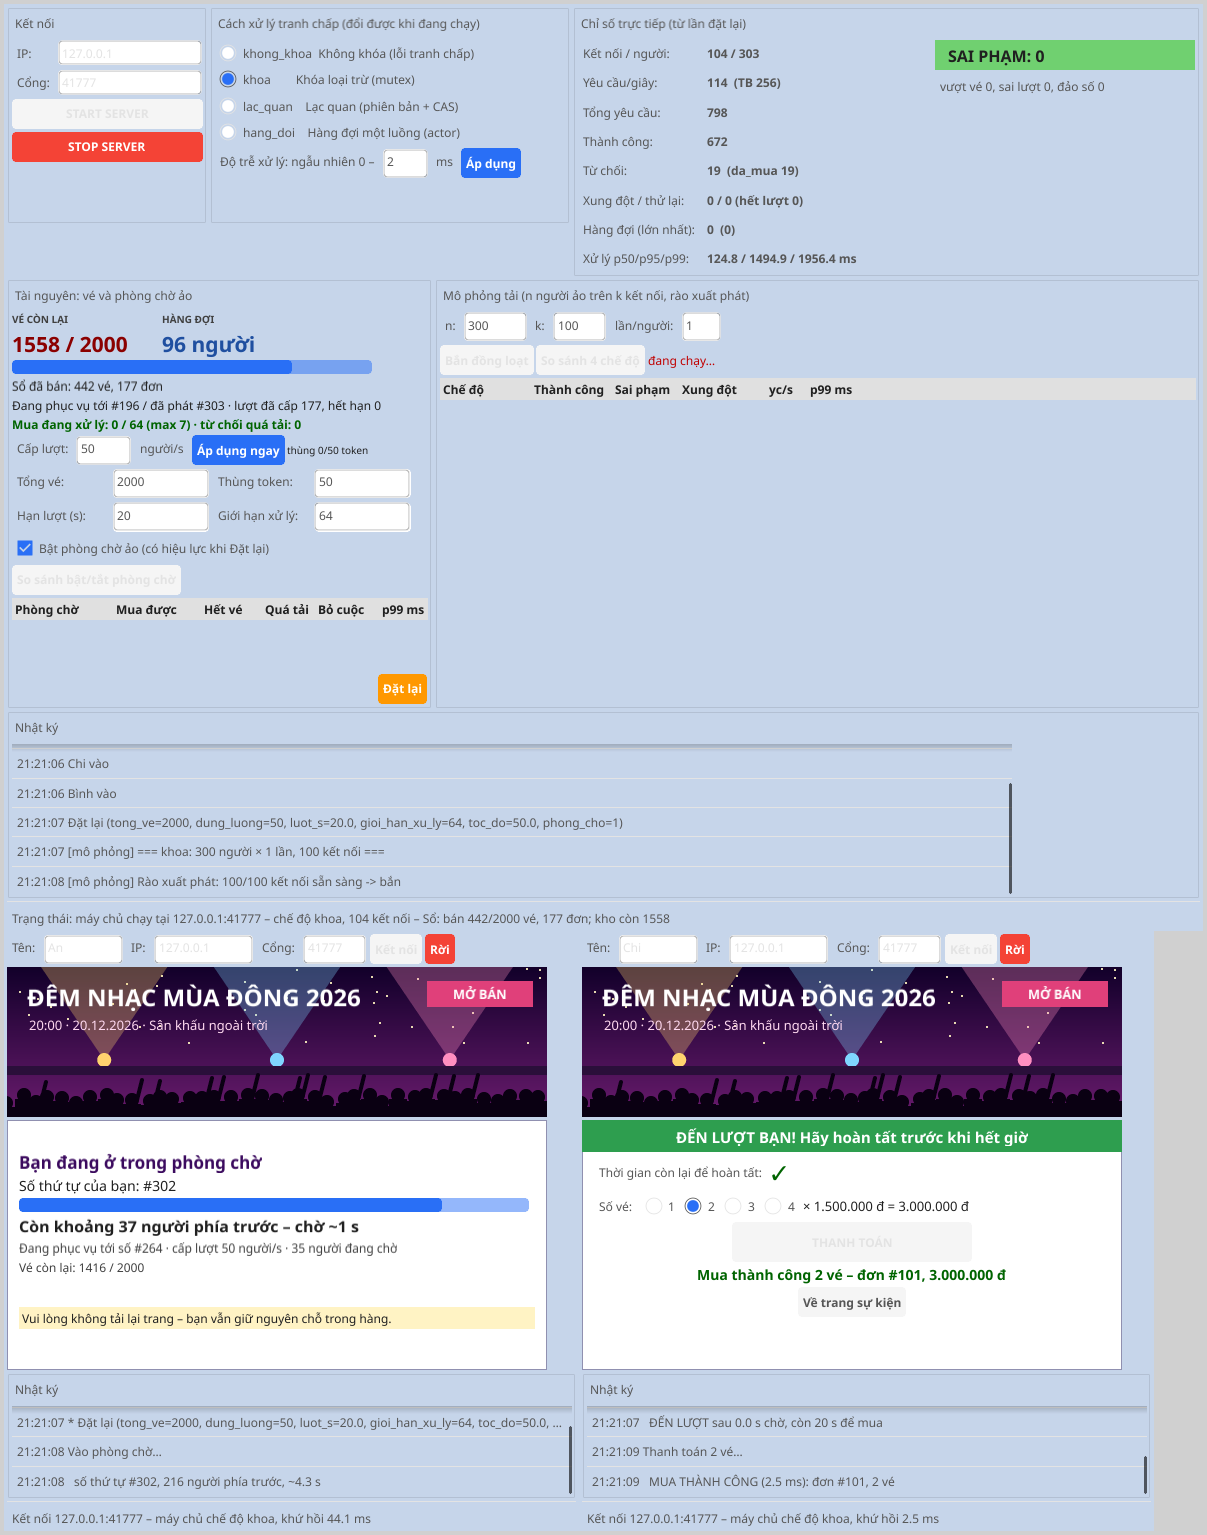 Kết nối
IP: 127.0.0.1
Cổng: 41777
START SERVER
STOP SERVER
Cách xử lý tranh chấp (đổi được khi đang chạy)
khong_khoa Không khóa (lỗi tranh chấp)
khoa Khóa loại trừ (mutex)
lac_quan Lạc quan (phiên bản + CAS)
hang_doi Hàng đợi một luồng (actor)
Độ trễ xử lý: ngẫu nhiên 0 – 2 ms Áp dụng
Chỉ số trực tiếp (từ lần đặt lại)
Kết nối / người: 104 / 303
Yêu cầu/giây: 114 (TB 256)
Tổng yêu cầu: 798
Thành công: 672
Từ chối: 19 (da_mua 19)
Xung đột / thử lại: 0 / 0 (hết lượt 0)
Hàng đợi (lớn nhất): 0 (0)
Xử lý p50/p95/p99: 124.8 / 1494.9 / 1956.4 ms
SAI PHẠM: 0
vượt vé 0, sai lượt 0, đảo số 0
Tài nguyên: vé và phòng chờ ảo
VÉ CÒN LẠI HÀNG ĐỢI
1558 / 2000 96 người
Sổ đã bán: 442 vé, 177 đơn
Đang phục vụ tới #196 / đã phát #303 · lượt đã cấp 177, hết hạn 0
Mua đang xử lý: 0 / 64 (max 7) · từ chối quá tải: 0
Cấp lượt: 50 người/s Áp dụng ngay thùng 0/50 token
Tổng vé: 2000 Thùng token: 50
Hạn lượt (s): 20 Giới hạn xử lý: 64
Bật phòng chờ ảo (có hiệu lực khi Đặt lại)
So sánh bật/tắt phòng chờ
Phòng chờ Mua được Hết vé Quá tải Bỏ cuộc p99 ms
Đặt lại
Mô phỏng tải (n người ảo trên k kết nối, rào xuất phát)
n: 300 k: 100 lần/người: 1
Bắn đồng loạt So sánh 4 chế độ đang chạy...
Chế độ Thành công Sai phạm Xung đột yc/s p99 ms
Nhật ký
21:21:06 Chi vào
21:21:06 Bình vào
21:21:07 Đặt lại (tong_ve=2000, dung_luong=50, luot_s=20.0, gioi_han_xu_ly=64, toc_do=50.0, phong_cho=1)
21:21:07 [mô phỏng] === khoa: 300 người × 1 lần, 100 kết nối ===
21:21:08 [mô phỏng] Rào xuất phát: 100/100 kết nối sẵn sàng -> bắn
Trạng thái: máy chủ chạy tại 127.0.0.1:41777 – chế độ khoa, 104 kết nối – Sổ: bán 442/2000 vé, 177 đơn; kho còn 1558
Tên: An IP: 127.0.0.1 Cổng: 41777 Kết nối Rời
ĐÊM NHẠC MÙA ĐÔNG 2026
MỞ BÁN
20:00 · 20.12.2026 · Sân khấu ngoài trời
Bạn đang ở trong phòng chờ
Số thứ tự của bạn: #302
Còn khoảng 37 người phía trước – chờ ~1 s
Đang phục vụ tới số #264 · cấp lượt 50 người/s · 35 người đang chờ
Vé còn lại: 1416 / 2000
Vui lòng không tải lại trang – bạn vẫn giữ nguyên chỗ trong hàng.
Nhật ký
21:21:07 * Đặt lại (tong_ve=2000, dung_luong=50, luot_s=20.0, gioi_han_xu_ly=64, toc_do=50.0, ...
21:21:08 Vào phòng chờ...
21:21:08 số thứ tự #302, 216 người phía trước, ~4.3 s
Kết nối 127.0.0.1:41777 – máy chủ chế độ khoa, khứ hồi 44.1 ms
Tên: Chi IP: 127.0.0.1 Cổng: 41777 Kết nối Rời
ĐÊM NHẠC MÙA ĐÔNG 2026
MỞ BÁN
20:00 · 20.12.2026 · Sân khấu ngoài trời
ĐẾN LƯỢT BẠN! Hãy hoàn tất trước khi hết giờ
Thời gian còn lại để hoàn tất: ✓
Số vé: 1 2 3 4 × 1.500.000 đ = 3.000.000 đ
THANH TOÁN
Mua thành công 2 vé – đơn #101, 3.000.000 đ
Về trang sự kiện
Nhật ký
21:21:07 ĐẾN LƯỢT sau 0.0 s chờ, còn 20 s để mua
21:21:09 Thanh toán 2 vé...
21:21:09 MUA THÀNH CÔNG (2.5 ms): đơn #101, 2 vé
Kết nối 127.0.0.1:41777 – máy chủ chế độ khoa, khứ hồi 2.5 ms